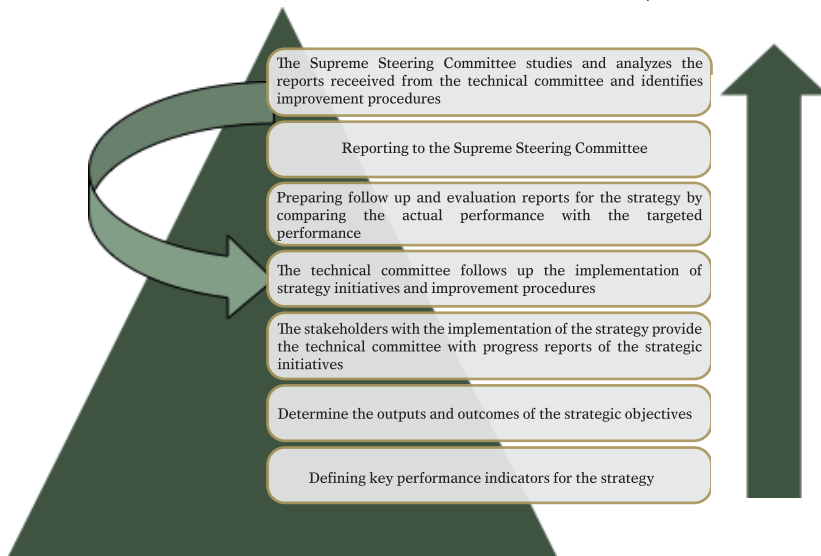 The Supreme Steering Committee studies and analyzes the
reports receeived from the technical committee and identifies
improvement procedures
Reporting to the Supreme Steering Committee
Preparing follow up and evaluation reports for the strategy by
comparing the actual performance with the targeted
performance
The technical committee follows up the implementation of
strategy initiatives and improvement procedures
The stakeholders with the implementation of the strategy provide
the technical committee with progress reports of the strategic
initiatives
Determine the outputs and outcomes of the strategic objectives
Defining key performance indicators for the strategy